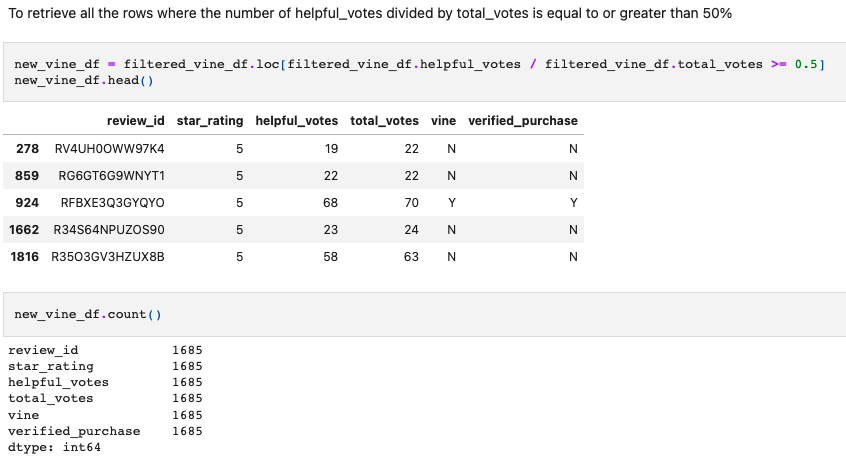 To retrieve all the rows where the number of helpful_votes divided by total_votes is equal to or greater than 50%
new_vine_df = filtered_vine_df.loc[filtered_vine_df.helpful_votes / filtered_vine_df.total_votes >= 0.5]
new_vine_df.head()
review_id star_rating helpful_votes total_votes vine verified_purchase
278 RV4UH0OWW97K4 5 19 22 N N
859 RG6GT6G9WNYT1 5 22 22 N N
924 RFBXE3Q3GYQYO 5 68 70 Y Y
1662 R34S64NPUZOS90 5 23 24 N N
1816 R35O3GV3HZUX8B 5 58 63 N N
new_vine_df.count()
review_id 1685
star_rating 1685
helpful_votes 1685
total_votes 1685
vine 1685
verified_purchase 1685
dtype: int64